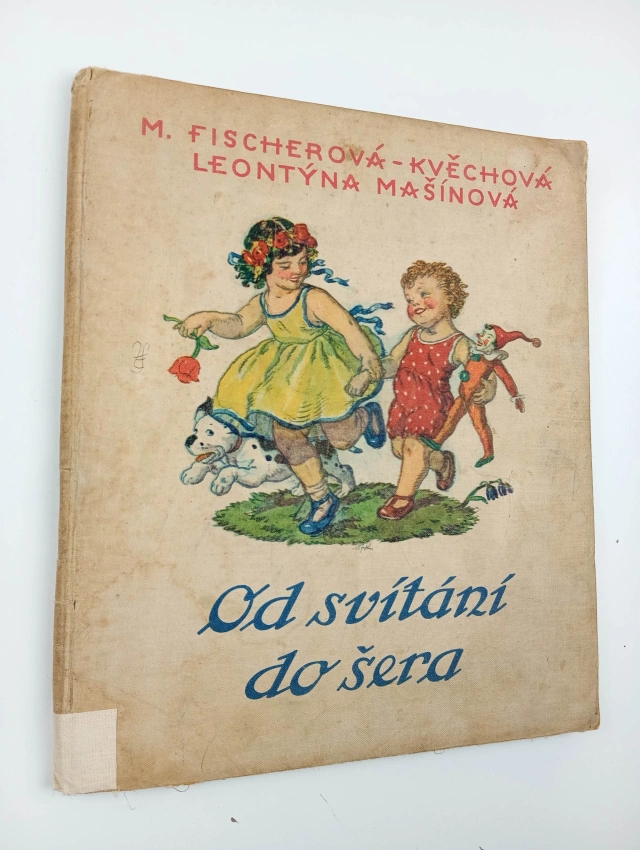 M. FISCHEROVÁ-KVĚCHOVÁ
LEONTÝNA MAŠÍNOVÁ
Od svítání
do šera